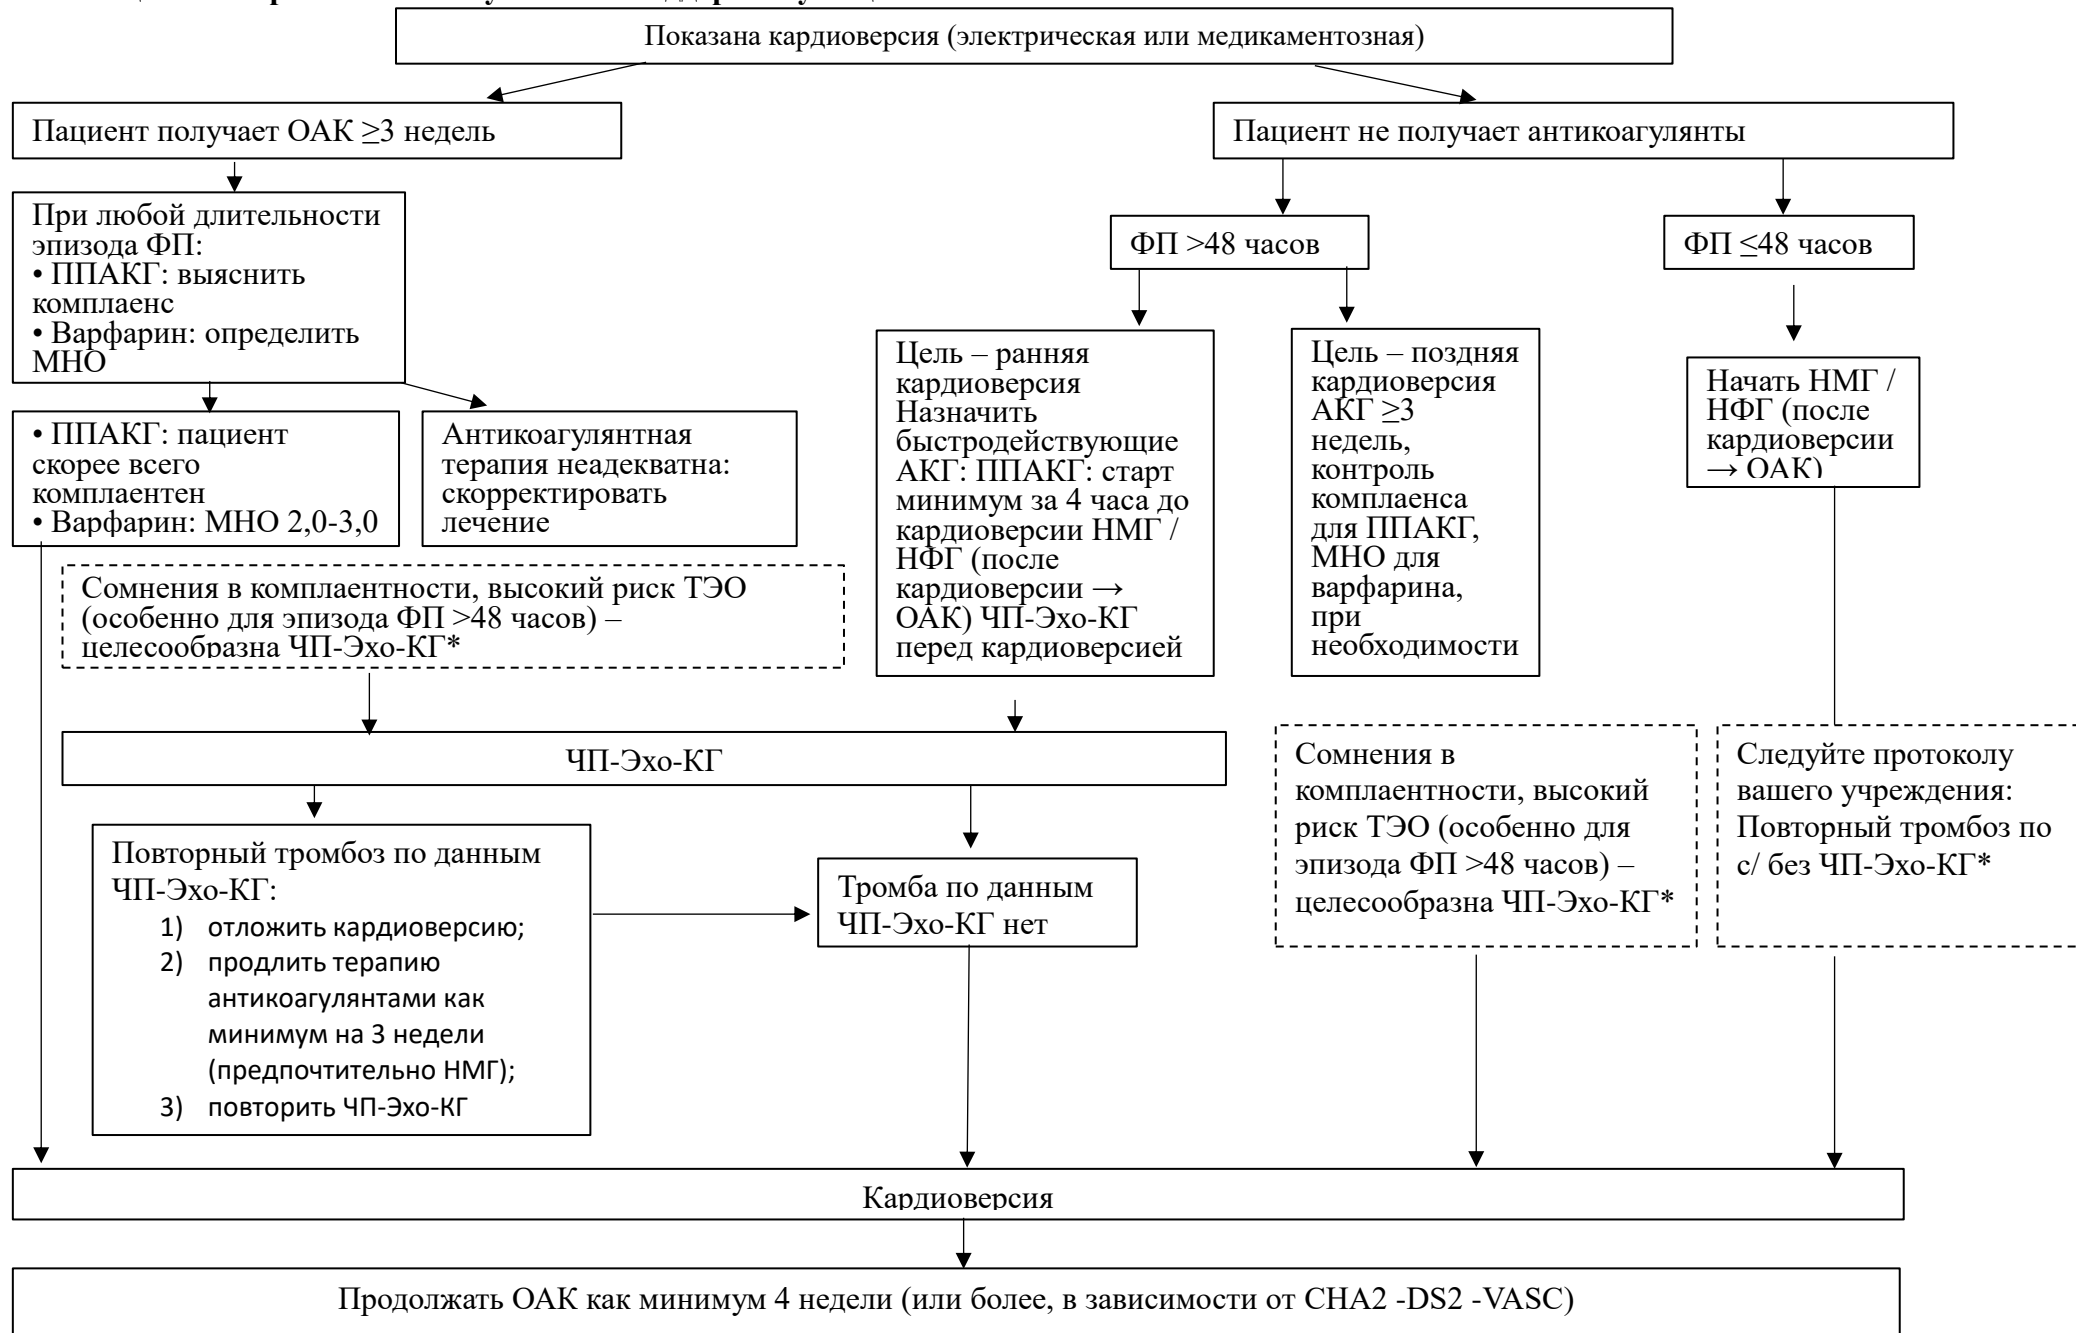 Показана кардиоверсия (электрическая или медикаментозная)
Пациент получает ОАК ≥3 недель
Пациент не получает антикоагулянты
При любой длительности
эпизода ФП:
• ППАКГ: выяснить
комплаенс
• Варфарин: определить
МНО
ФП >48 часов
ФП ≤48 часов
• ППАКГ: пациент
скорее всего
комплаентен
• Варфарин: МНО 2,0-3,0
Антикоагулянтная
терапия неадекватна:
скорректировать
лечение
Цель – ранняя
кардиоверсия
Назначить
быстродействующие
АКГ: ППАКГ: старт
минимум за 4 часа до
кардиоверсии НМГ /
НФГ (после
кардиоверсии →
ОАК) ЧП-Эхо-КГ
перед кардиоверсией
Цель – поздняя
кардиоверсия
АКГ ≥3
недель,
контроль
комплаенса
для ППАКГ,
МНО для
варфарина,
при
необходимости
Начать НМГ /
НФГ (после
кардиоверсии
→ ОАК)
Сомнения в комплаентности, высокий риск ТЭО
(особенно для эпизода ФП >48 часов) –
целесообразна ЧП-Эхо-КГ*
ЧП-Эхо-КГ
Сомнения в
комплаентности, высокий
риск ТЭО (особенно для
эпизода ФП >48 часов) –
целесообразна ЧП-Эхо-КГ*
Следуйте протоколу
вашего учреждения:
Повторный тромбоз по
с/ без ЧП-Эхо-КГ*
Повторный тромбоз по данным
ЧП-Эхо-КГ:
1) отложить кардиоверсию;
2) продлить терапию
антикоагулянтами как
минимум на 3 недели
(предпочтительно НМГ);
3) повторить ЧП-Эхо-КГ
Тромба по данным
ЧП-Эхо-КГ нет
Кардиоверсия
Продолжать ОАК как минимум 4 недели (или более, в зависимости от CHA2 -DS2 -VASC)